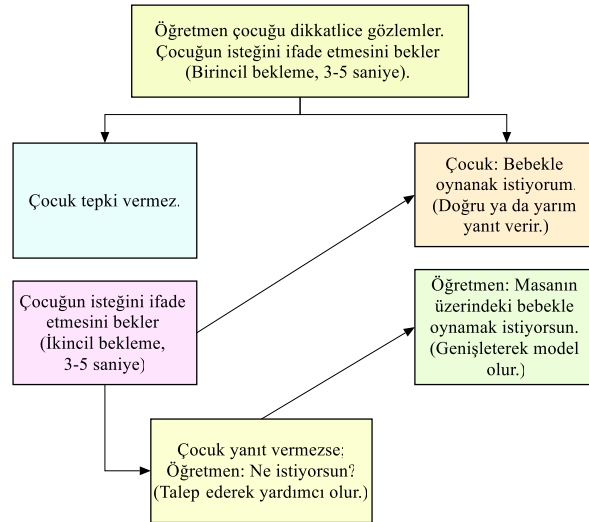 Öğretmen çocuğu dikkatlice gözlemler.
Çocuğun isteğini ifade etmesini bekler
(Birincil bekleme, 3-5 saniye).
Çocuk tepki vermez.
Çocuk: Bebekle
oynanak istiyorum.
(Doğru ya da yarım
yanıt verir.)
Çocuğun isteğini ifade
etmesini bekler
(İkincil bekleme,
3-5 saniye)
Öğretmen: Masanın
üzerindeki bebekle
oynamak istiyorsun.
(Genişleterek model
olur.)
Çocuk yanıt vermezse;
Öğretmen: Ne istiyorsun?
(Talep ederek yardımcı olur.)